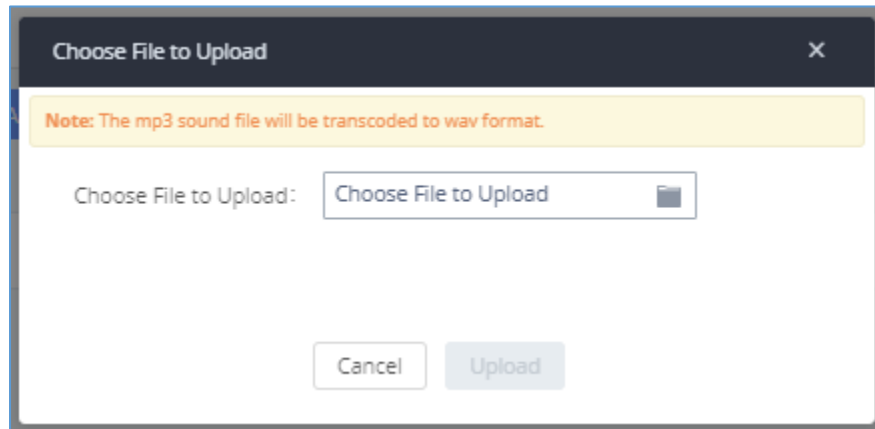 Choose File to Upload
Note: The mp3 sound file will be transcoded to wav format.
Choose File to Upload: Choose File to Upload
Cancel Upload